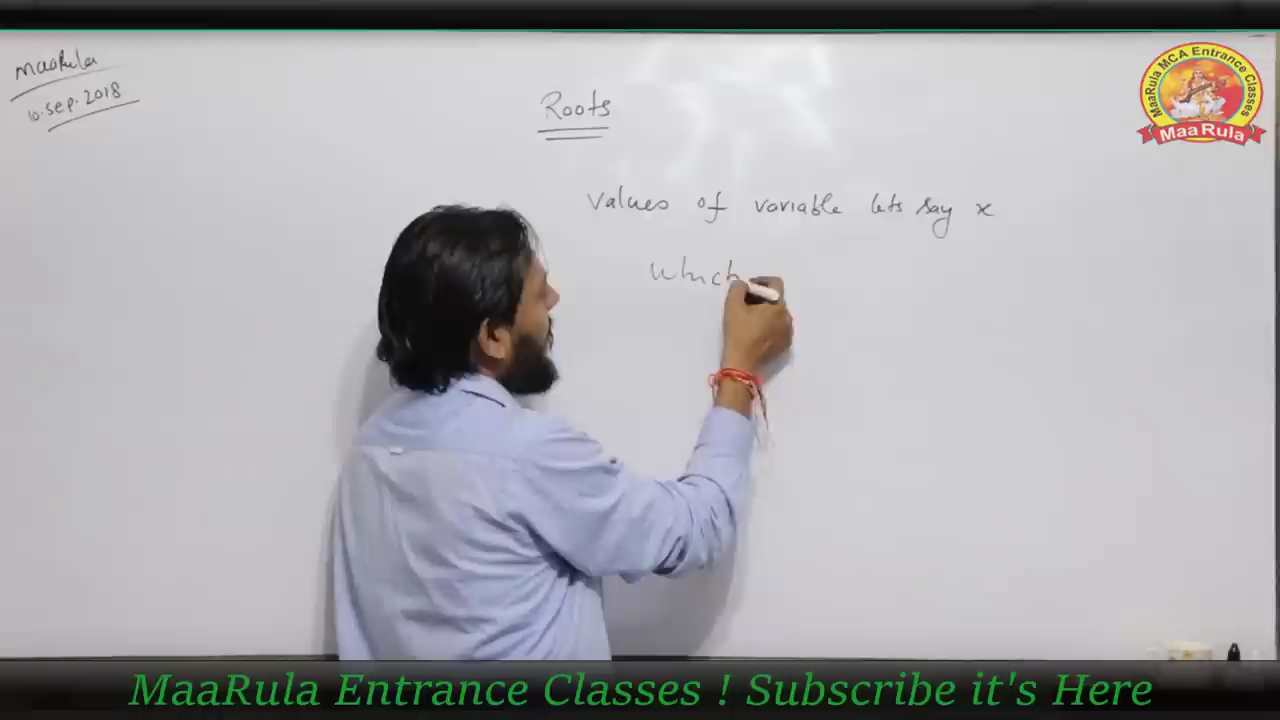 MaaRula
10.Sep.2018
Roots
Values of variable lets say x
which
MaaRula MCA Entrance Classes
MaaRula
MaaRula Entrance Classes ! Subscribe it's Here